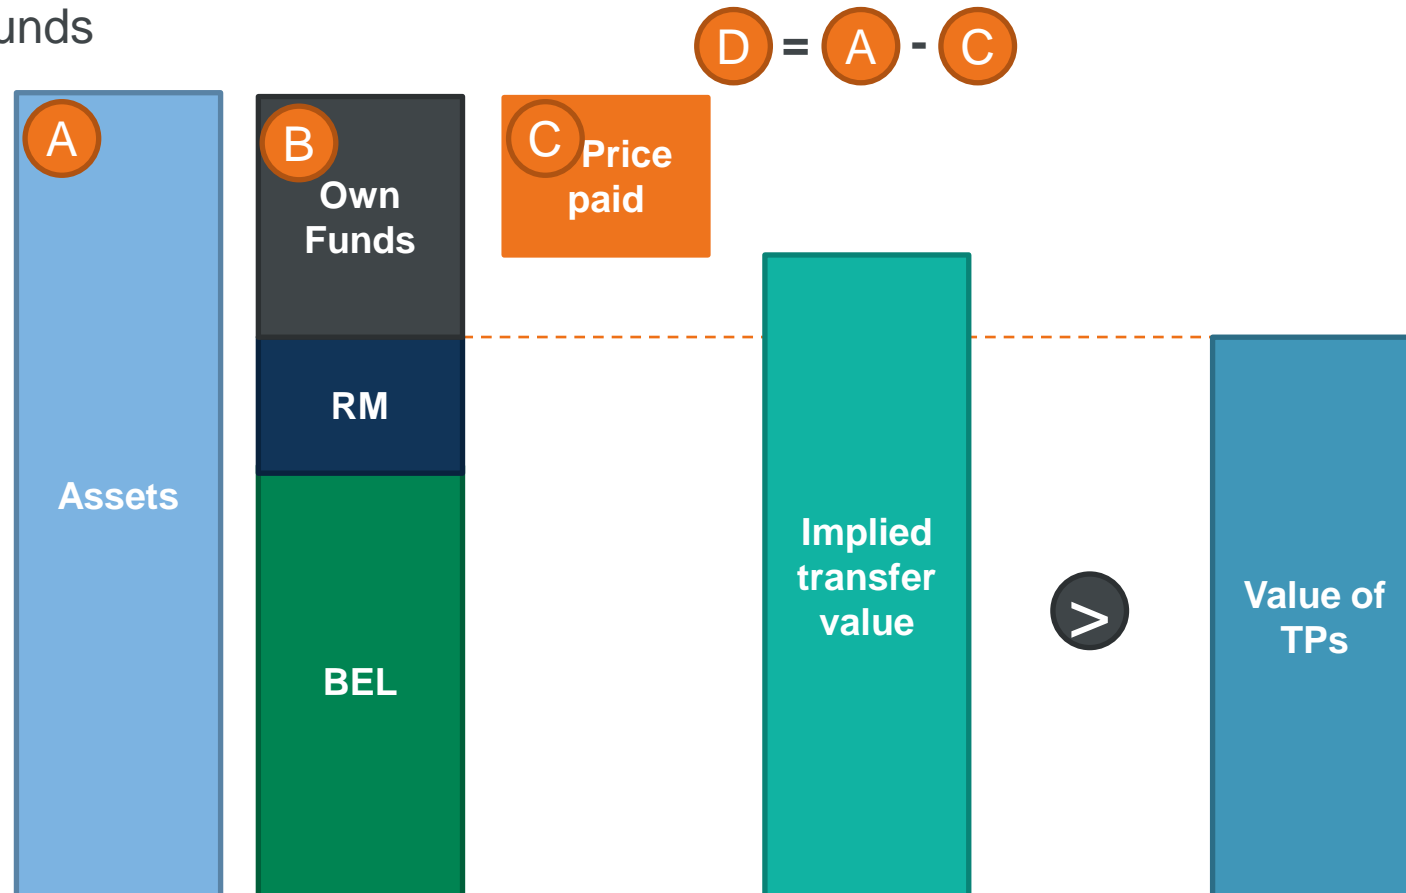 unds
D = A - C
A
B
Own
Funds
C
Price
paid
RM
Assets
BEL
Implied
transfer
value
>
Value of
TPs